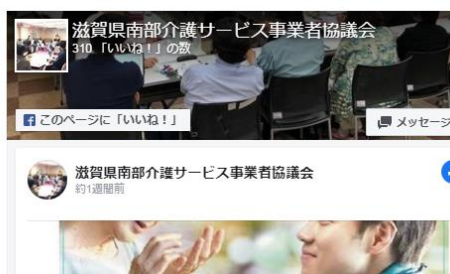 滋賀県南部介護サービス事業者協議会
310「いいね！」の数
このページに「いいね！」
メッセージ
滋賀県南部介護サービス事業者協議会
約1週間前